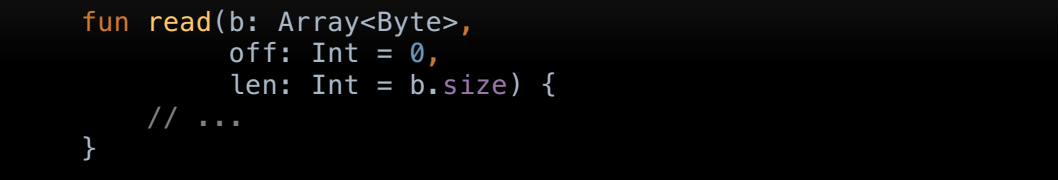 fun read(b: Array<Byte>,
off: Int = 0,
len: Int = b.size) {
// ...
}